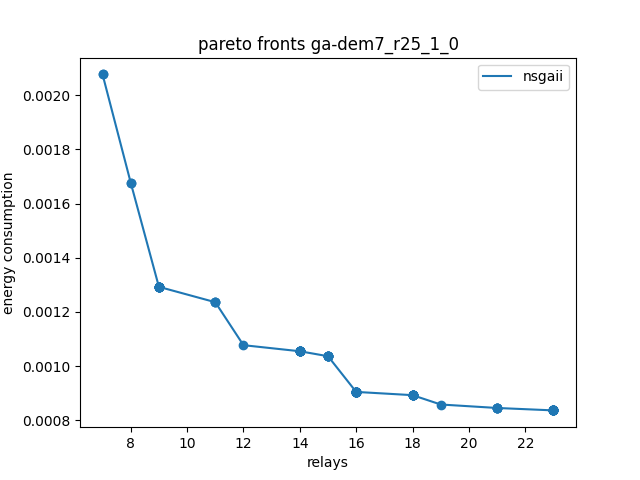 pareto fronts ga-dem7_r25_1_0
nsgaii
0.0020
0.0018
0.0016
0.0014
0.0012
0.0010
0.0008
energy consumption
8 10 12 14 16 18 20 22
relays